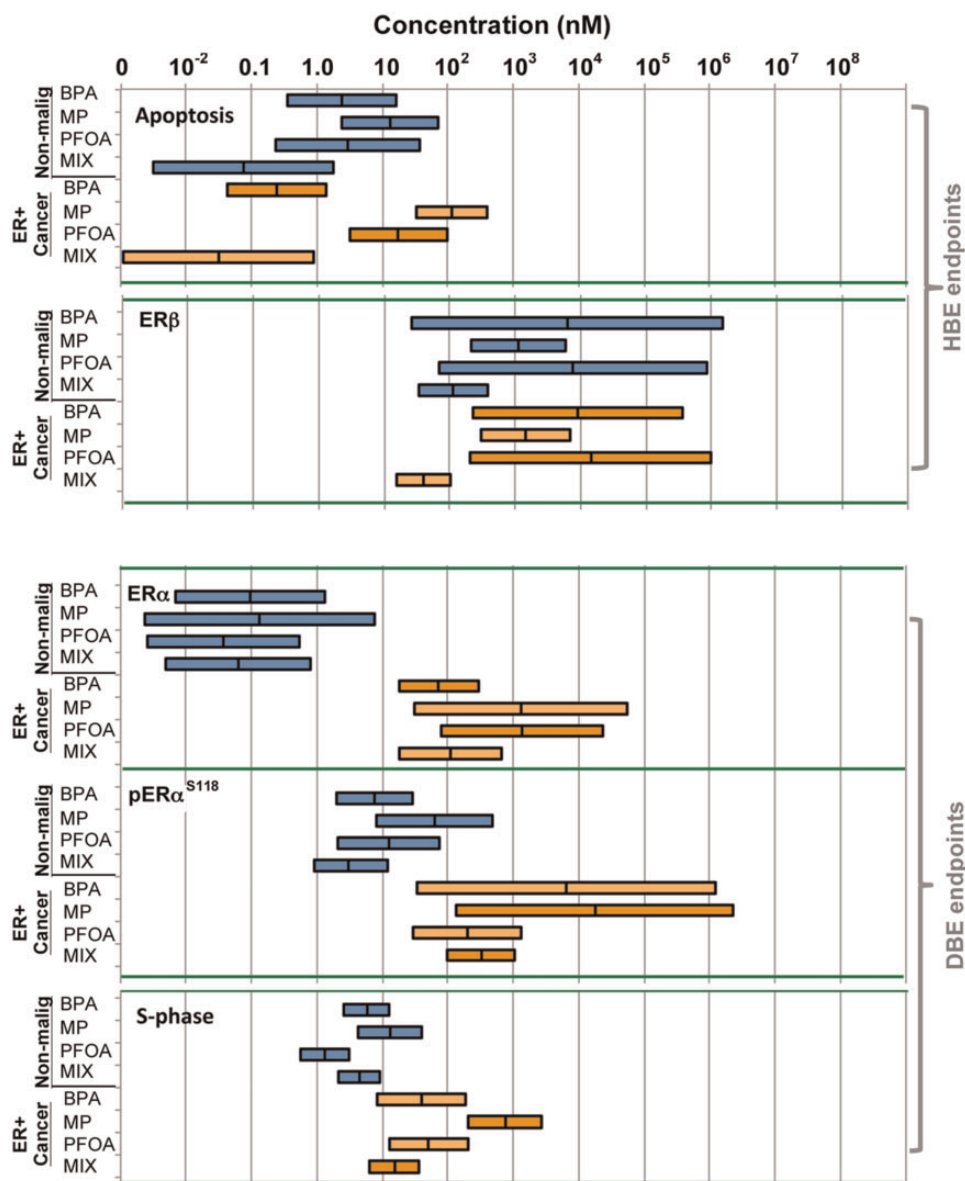 Concentration (nM)
0 10⁻² 0.1 1.0 10 10² 10³ 10⁴ 10⁵ 10⁶ 10⁷ 10⁸
Apoptosis
Non-malig
BPA
MP
PFOA
MIX
ER+
Cancer
BPA
MP
PFOA
MIX
ERβ
Non-malig
BPA
MP
PFOA
MIX
ER+
Cancer
BPA
MP
PFOA
MIX
HBE endpoints
ERα
Non-malig
BPA
MP
PFOA
MIX
ER+
Cancer
BPA
MP
PFOA
MIX
pERα^S118
Non-malig
BPA
MP
PFOA
MIX
ER+
Cancer
BPA
MP
PFOA
MIX
S-phase
Non-malig
BPA
MP
PFOA
MIX
ER+
Cancer
BPA
MP
PFOA
MIX
DBE endpoints